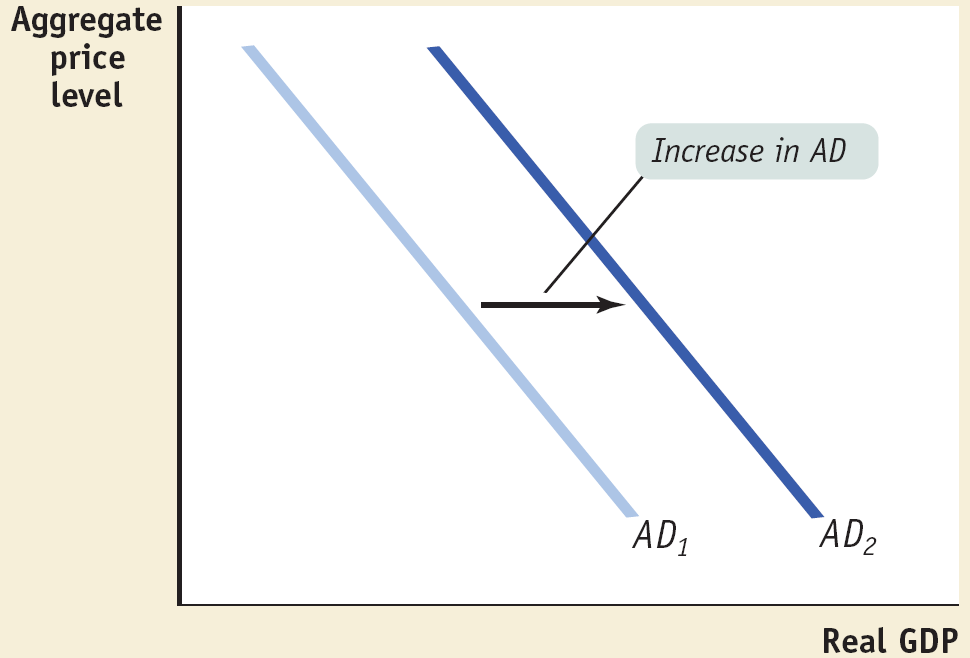 Aggregate
price
level
Increase in AD
AD₁
AD₂
Real GDP